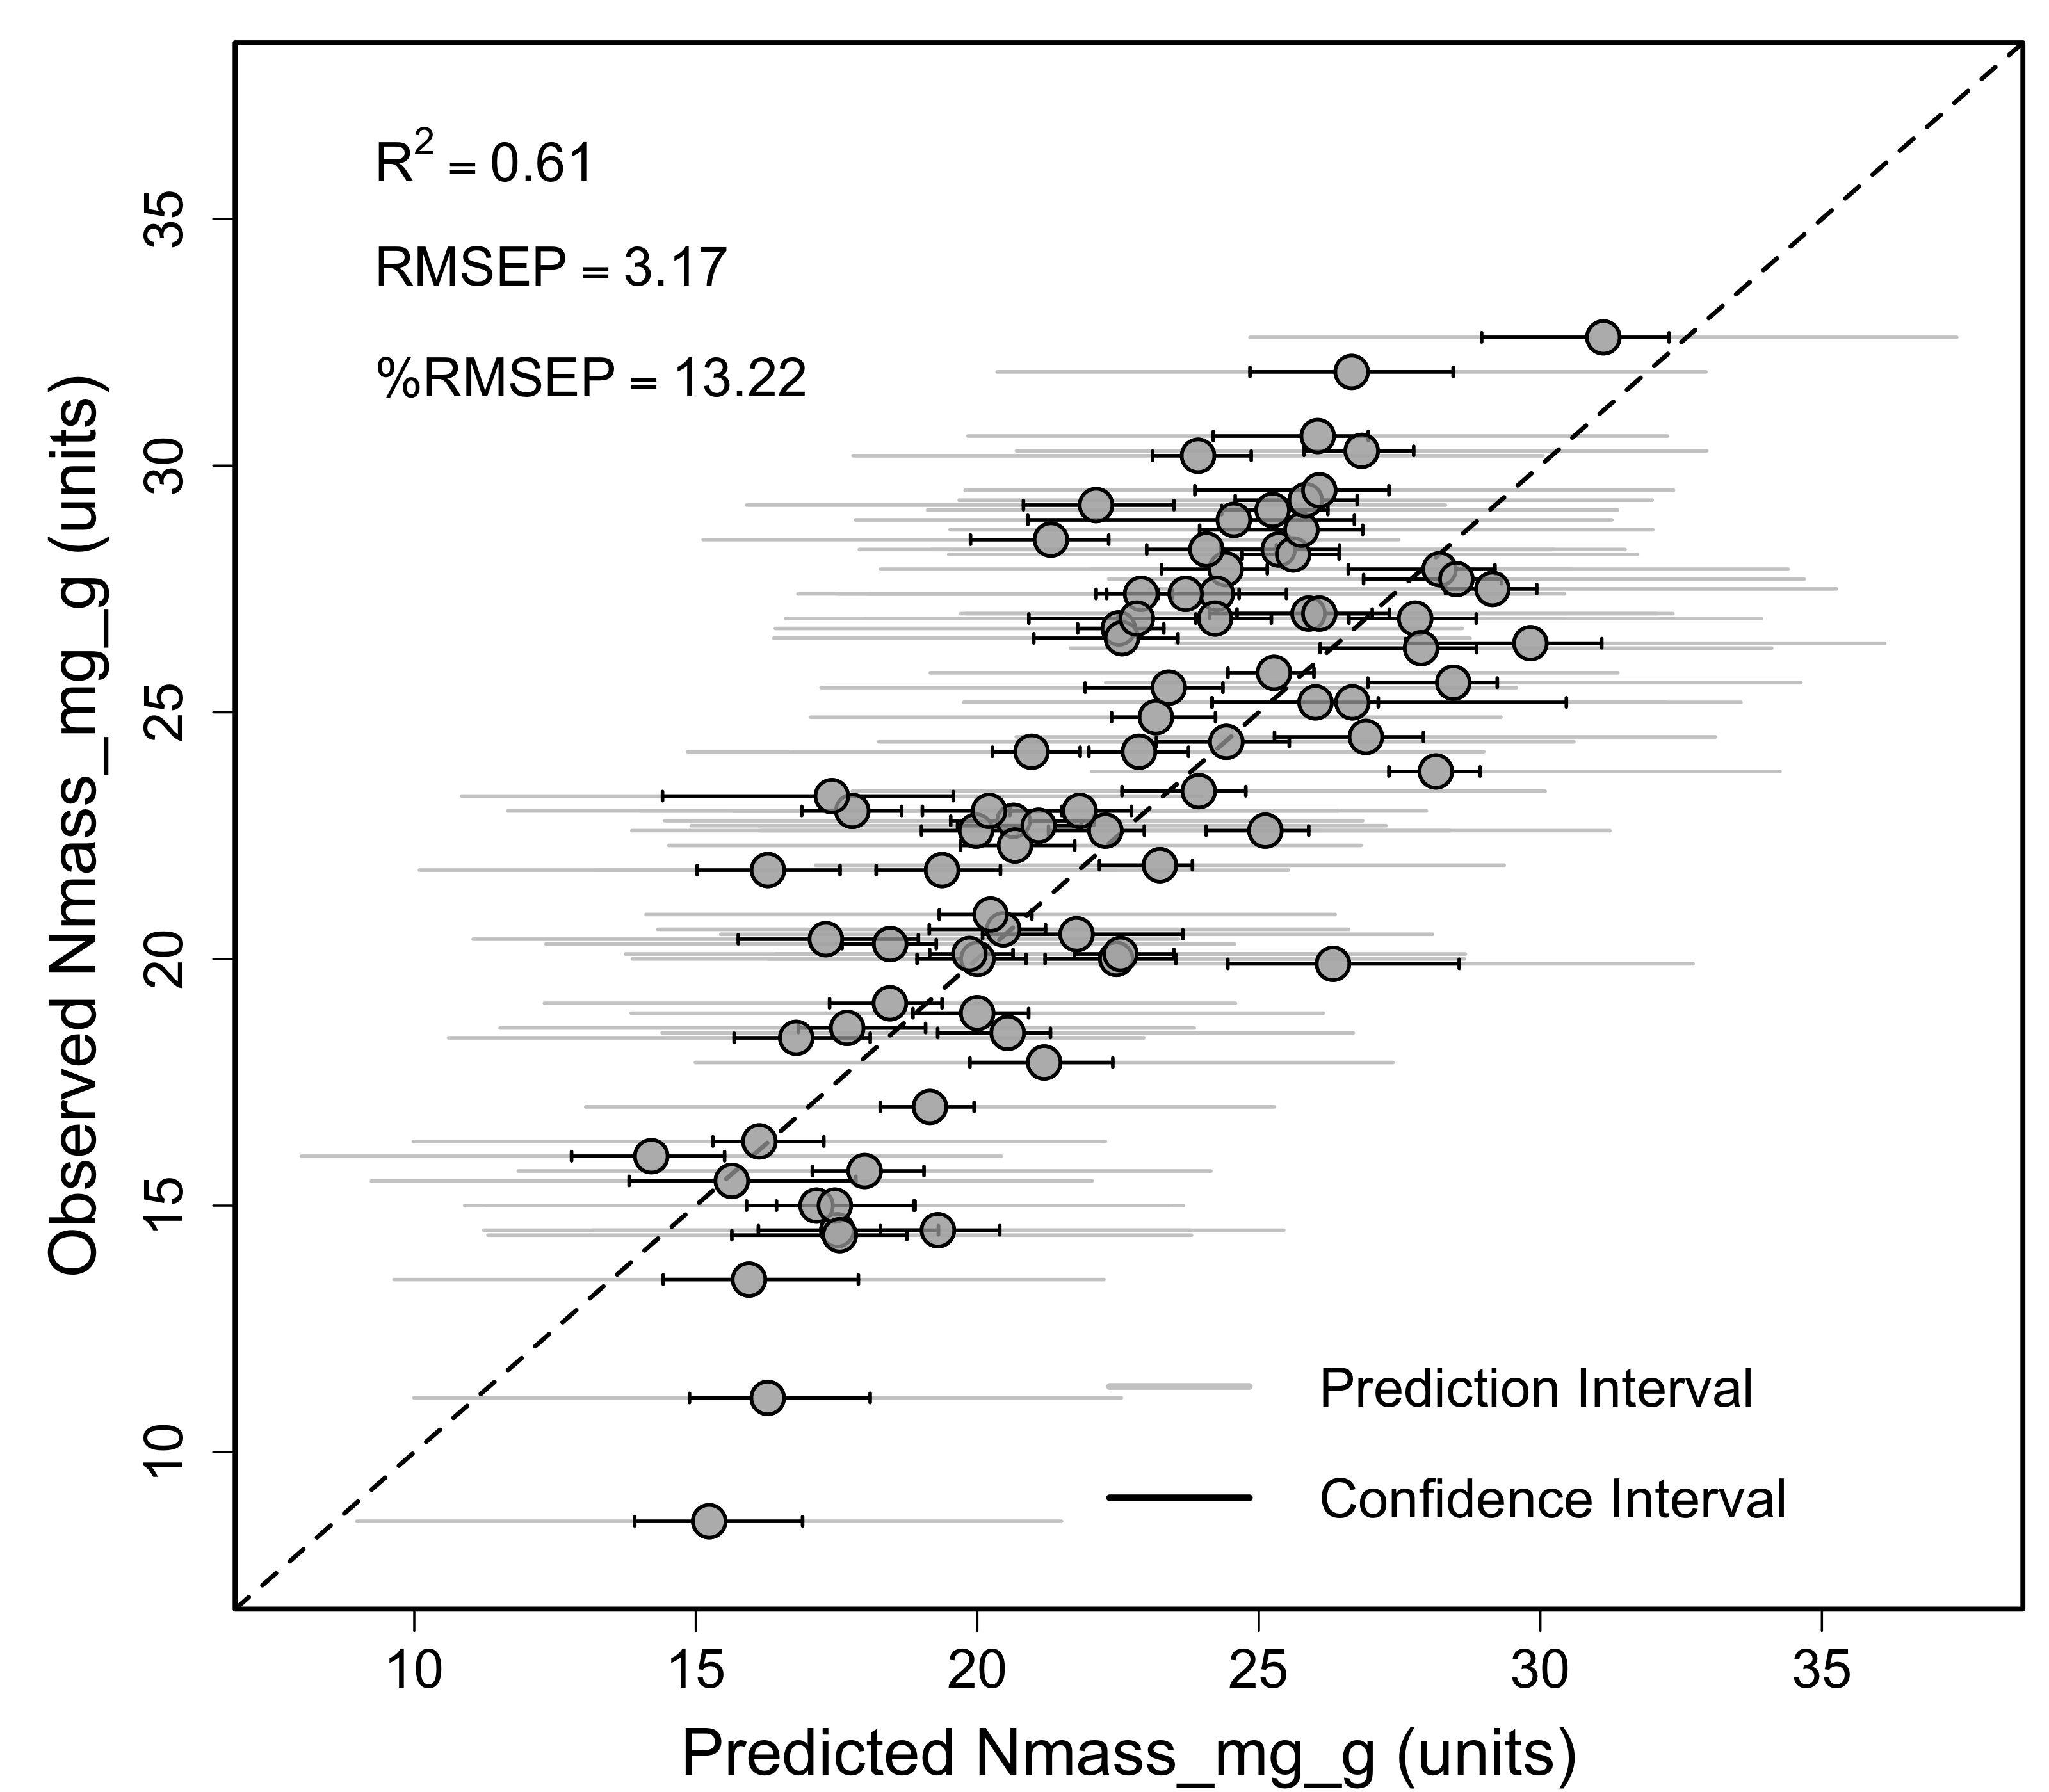 R² = 0.61
RMSEP = 3.17
%RMSEP = 13.22
Observed Nmass_mg_g (units)
35
30
25
20
15
10
Prediction Interval
Confidence Interval
10 15 20 25 30 35
Predicted Nmass_mg_g (units)